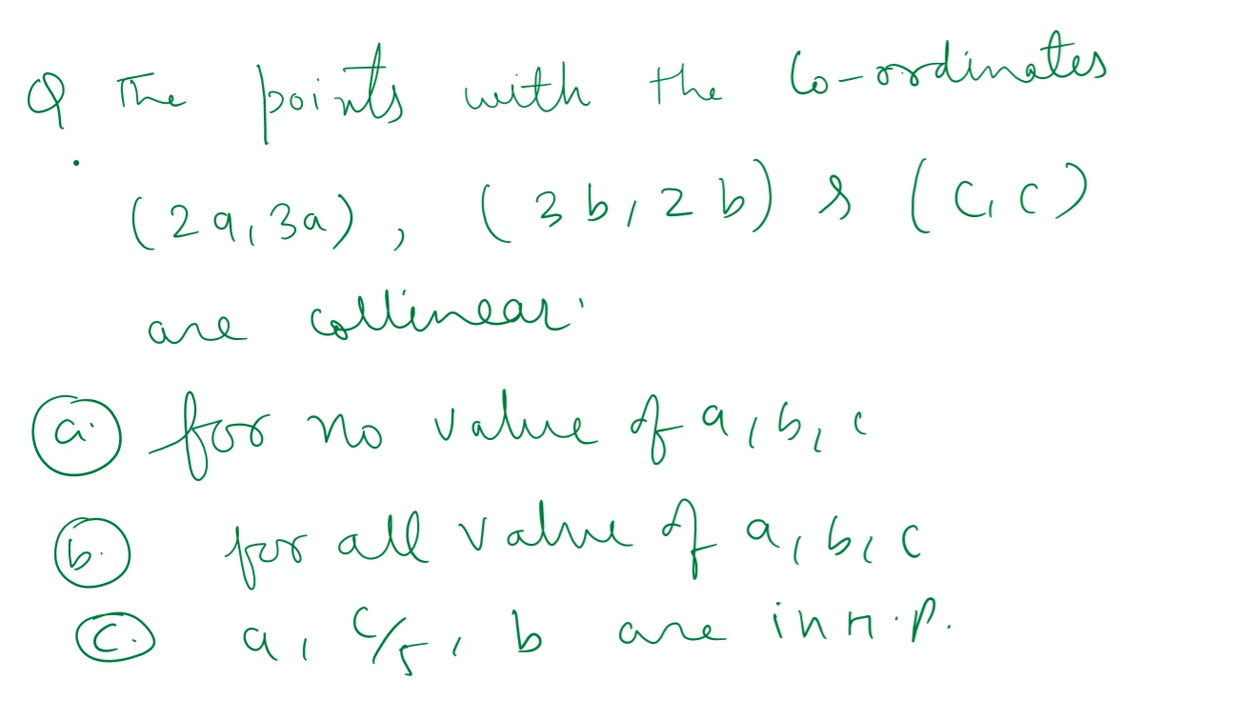 Q. The points with the Co-ordinates
(2a, 3a), (3b, 2b) & (c, c)
are collinear.
a. for no value of a, b, c
b. for all value of a, b, c
c. a, c/5, b are in H.P.